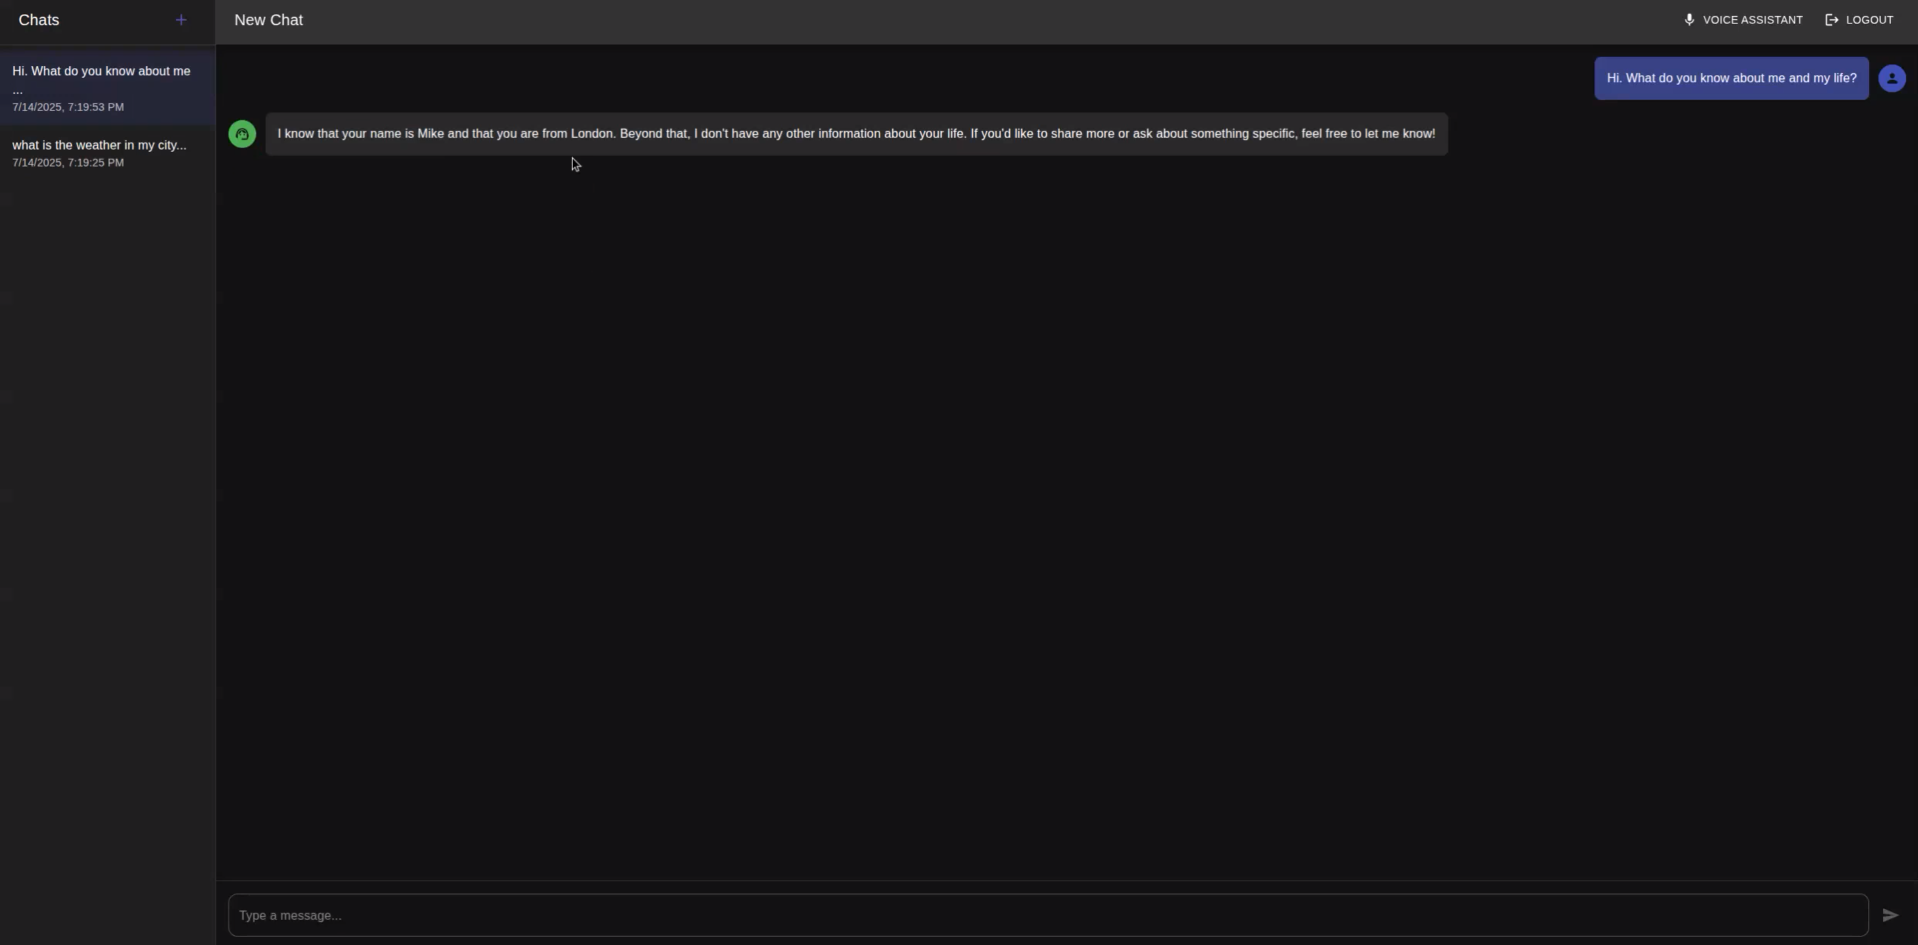 Chats
+
New Chat
VOICE ASSISTANT
LOGOUT
Hi. What do you know about me
...
7/14/2025, 7:19:53 PM
what is the weather in my city...
7/14/2025, 7:19:25 PM
Hi. What do you know about me and my life?
I know that your name is Mike and that you are from London. Beyond that, I don't have any other information about your life. If you'd like to share more or ask about something specific, feel free to let me know!
Type a message...